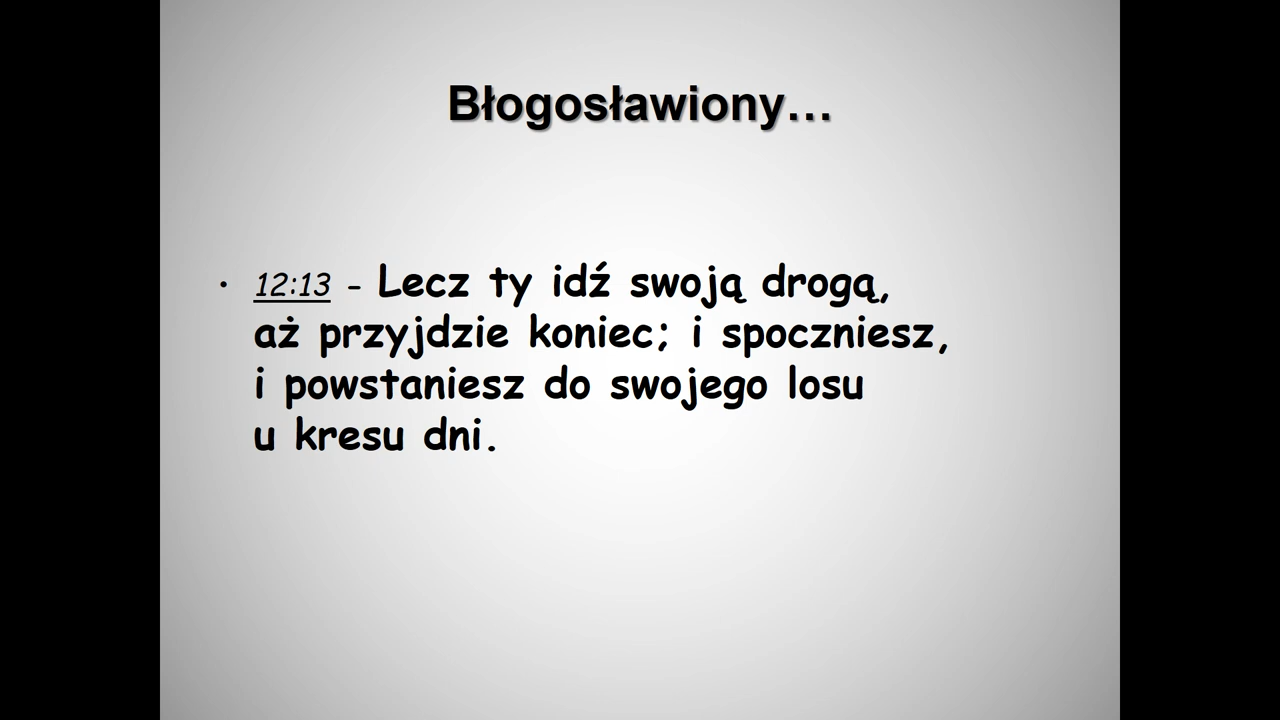 Błogosławiony…
• 12:13 - Lecz ty idź swoją drogą,
aż przyjdzie koniec; i spoczniesz,
i powstaniesz do swojego losu
u kresu dni.